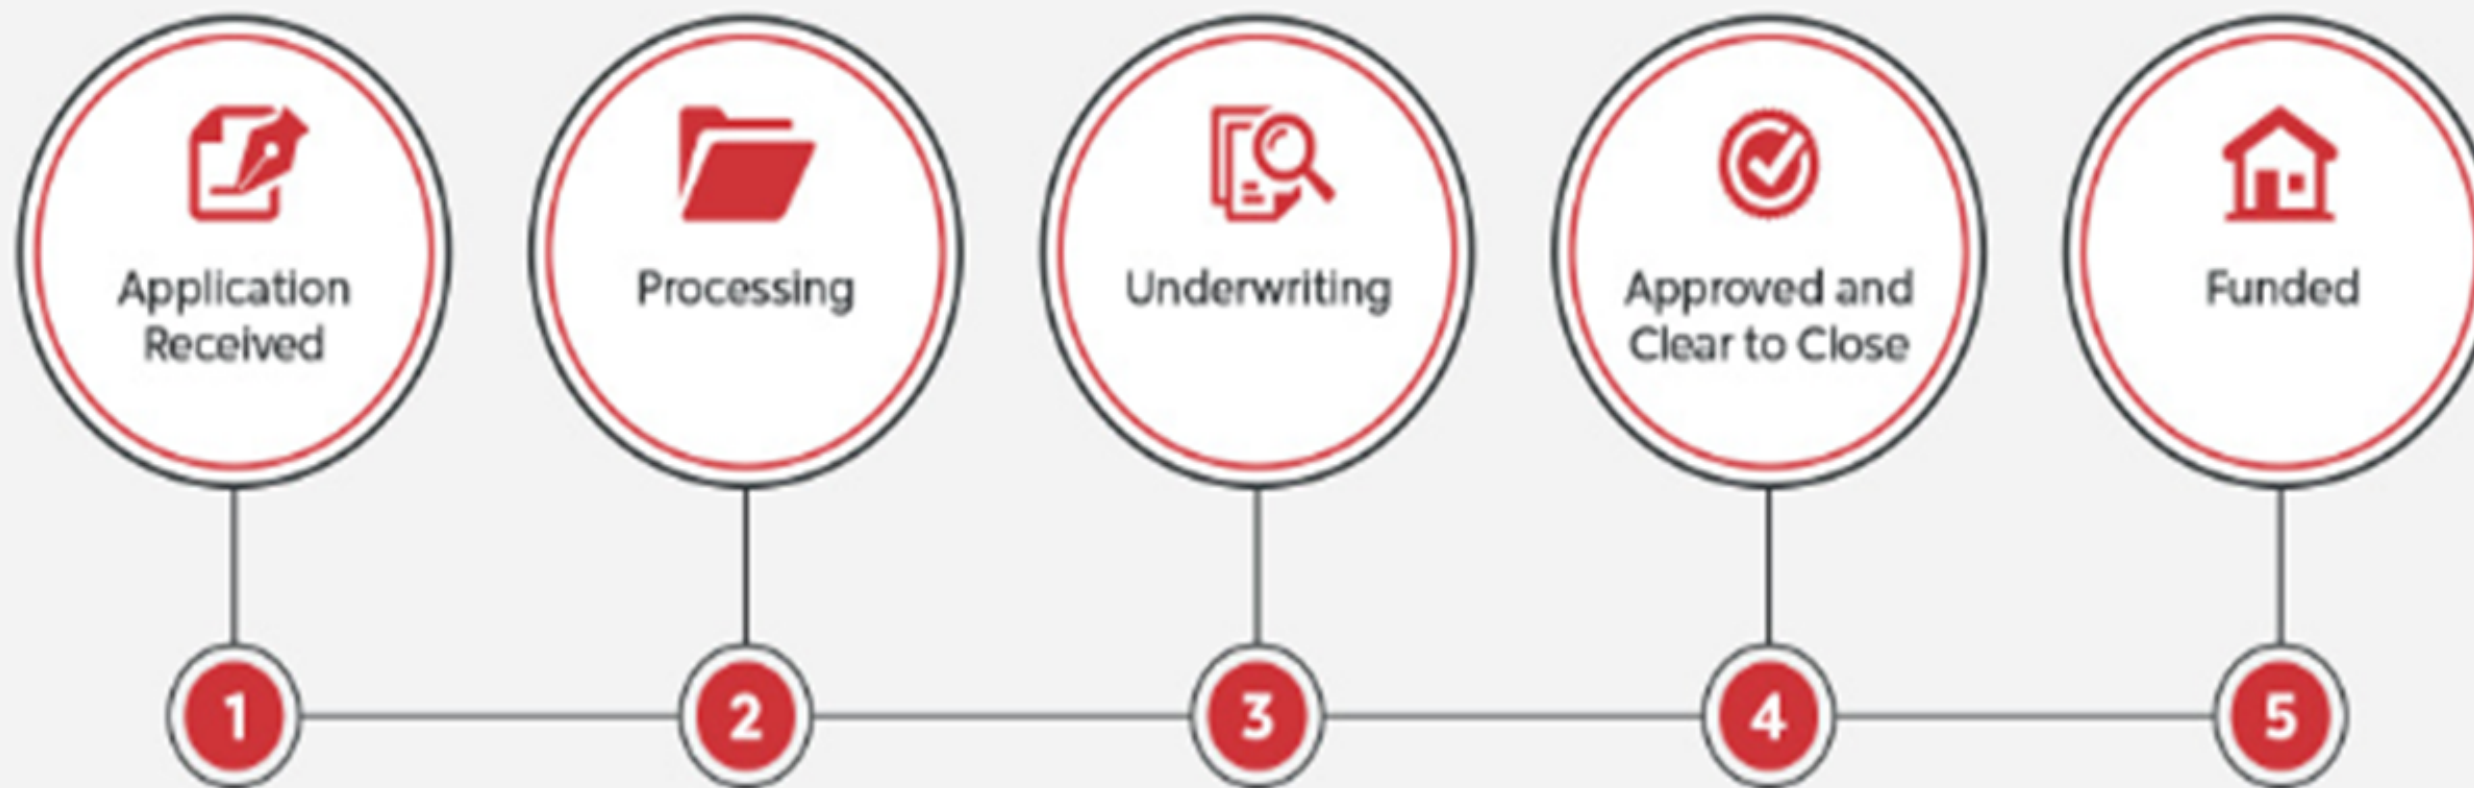 Application
Received
Processing
Underwriting
Approved and
Clear to Close
Funded
1
2
3
4
5